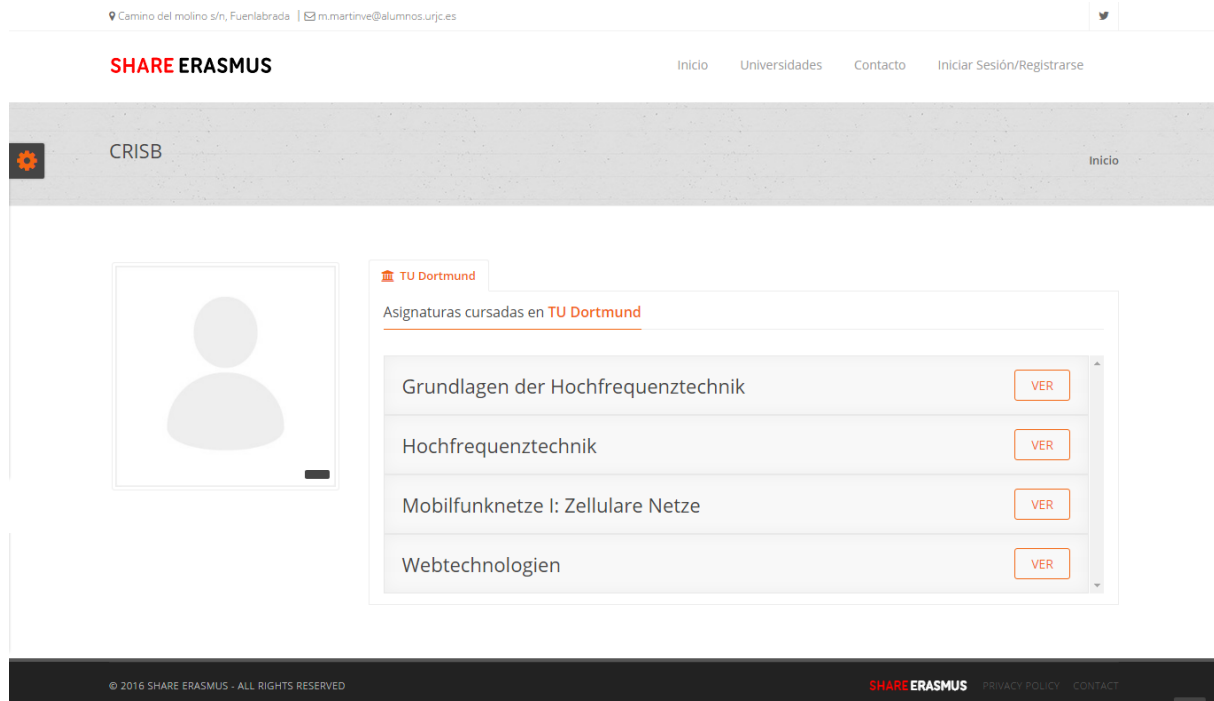 Camino del molino s/n, Fuenlabrada | m.martinve@alumnos.urjc.es
SHARE ERASMUS
Inicio Universidades Contacto Iniciar Sesión/Registrarse
CRISB
Inicio
TU Dortmund
Asignaturas cursadas en TU Dortmund
Grundlagen der Hochfrequenztechnik VER
Hochfrequenztechnik VER
Mobilfunknetze I: Zellulare Netze VER
Webtechnologien VER
© 2016 SHARE ERASMUS - ALL RIGHTS RESERVED SHARE ERASMUS PRIVACY POLICY CONTACT